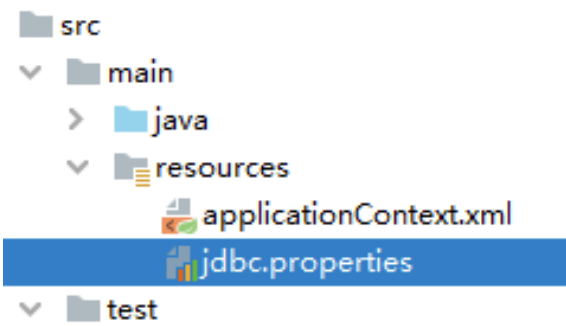 src
main
java
resources
applicationContext.xml
jdbc.properties
test